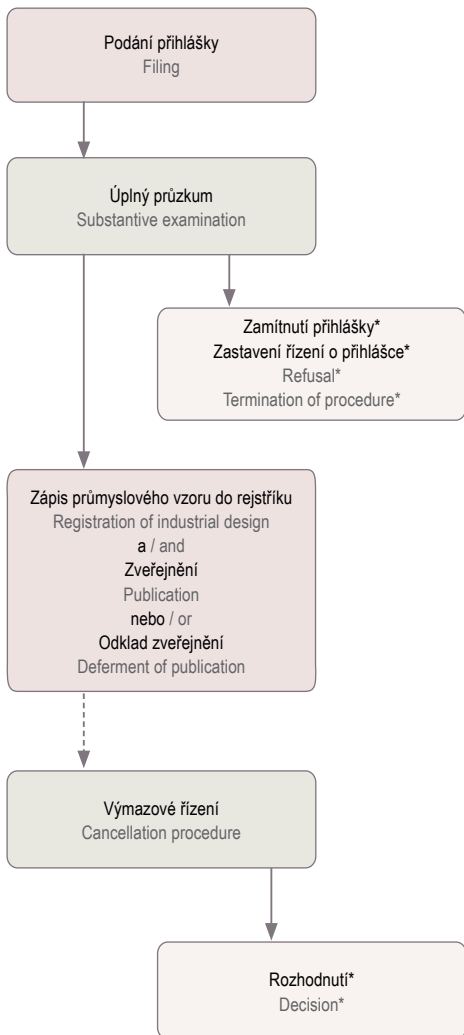 Podání přihlášky
Filing
Úplný průzkum
Substantive examination
Zamítnutí přihlášky*
Zastavení řízení o přihlášce*
Refusal*
Termination of procedure*
Zápis průmyslového vzoru do rejstříku
Registration of industrial design
a / and
Zveřejnění
Publication
nebo / or
Odklad zveřejnění
Deferment of publication
Výmazové řízení
Cancellation procedure
Rozhodnutí*
Decision*